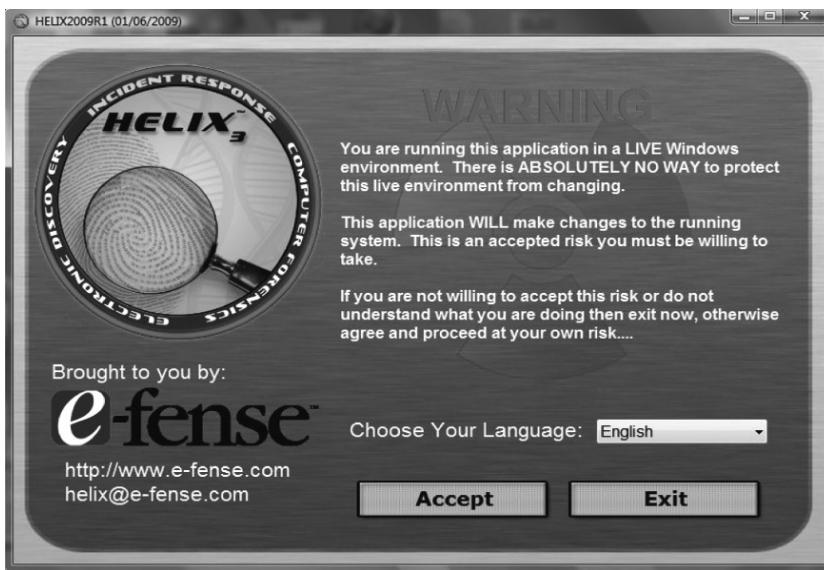 HELIX2009R1 (01/06/2009)
INCIDENT RESPONSE
COMPUTER FORENSICS
ELECTRONIC DISCOVERY
HELIX™
3
WARNING
You are running this application in a LIVE Windows
environment. There is ABSOLUTELY NO WAY to protect
this live environment from changing.
This application WILL make changes to the running
system. This is an accepted risk you must be willing to
take.
If you are not willing to accept this risk or do not
understand what you are doing then exit now, otherwise
agree and proceed at your own risk....
Brought to you by:
e-fense™
http://www.e-fense.com
helix@e-fense.com
Choose Your Language: English
Accept Exit